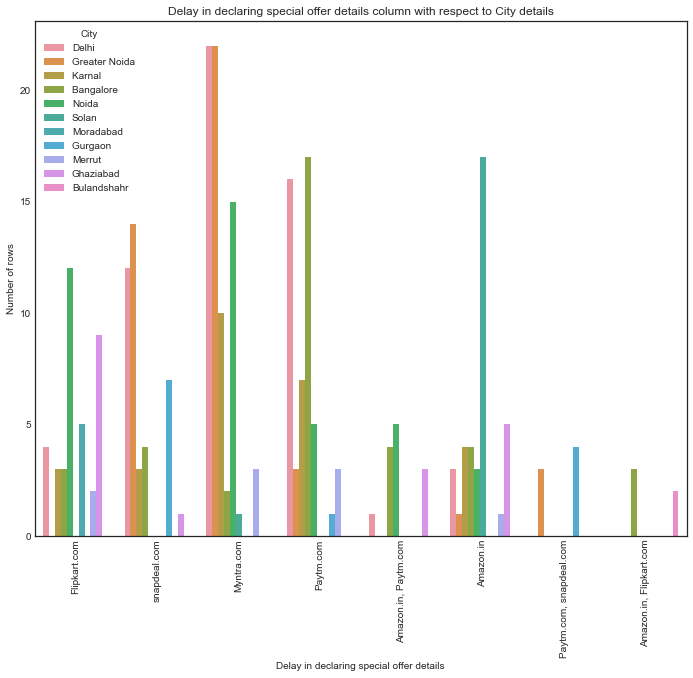 Delay in declaring special offer details column with respect to City details
City
Delhi
Greater Noida
Karnal
Bangalore
Noida
Solan
Moradabad
Gurgaon
Merrut
Ghaziabad
Bulandshahr
Number of rows
20
15
10
5
0
Flipkart.com
snapdeal.com
Myntra.com
Paytm.com
Amazon.in, Paytm.com
Amazon.in
Paytm.com, snapdeal.com
Amazon.in, Flipkart.com
Delay in declaring special offer details